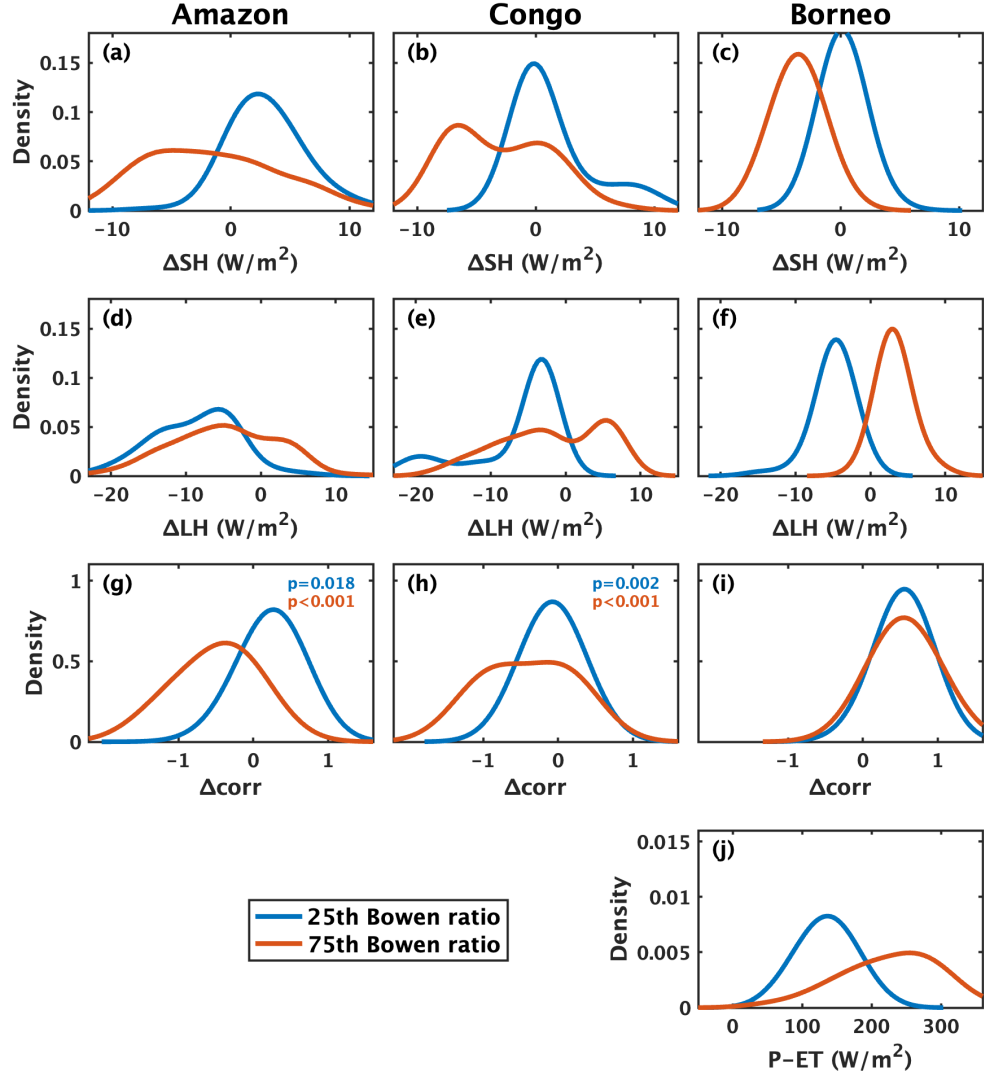 Amazon Congo Borneo
(a) (b) (c)
0.15
0.1
0.05
0
Density
−10 0 10 −10 0 10 −10 0 10
ΔSH (W/m²) ΔSH (W/m²) ΔSH (W/m²)
(d) (e) (f)
0.15
0.1
0.05
0
Density
−20 −10 0 10 −20 −10 0 10 −20 −10 0 10
ΔLH (W/m²) ΔLH (W/m²) ΔLH (W/m²)
(g) p=0.018 (h) p=0.002 (i)
p<0.001 p<0.001
1
0.5
0
Density
−1 0 1 −1 0 1 −1 0 1
Δcorr Δcorr Δcorr
(j)
0.015
0.01
0.005
0
Density
0 100 200 300
P−ET (W/m²)
25th Bowen ratio
75th Bowen ratio